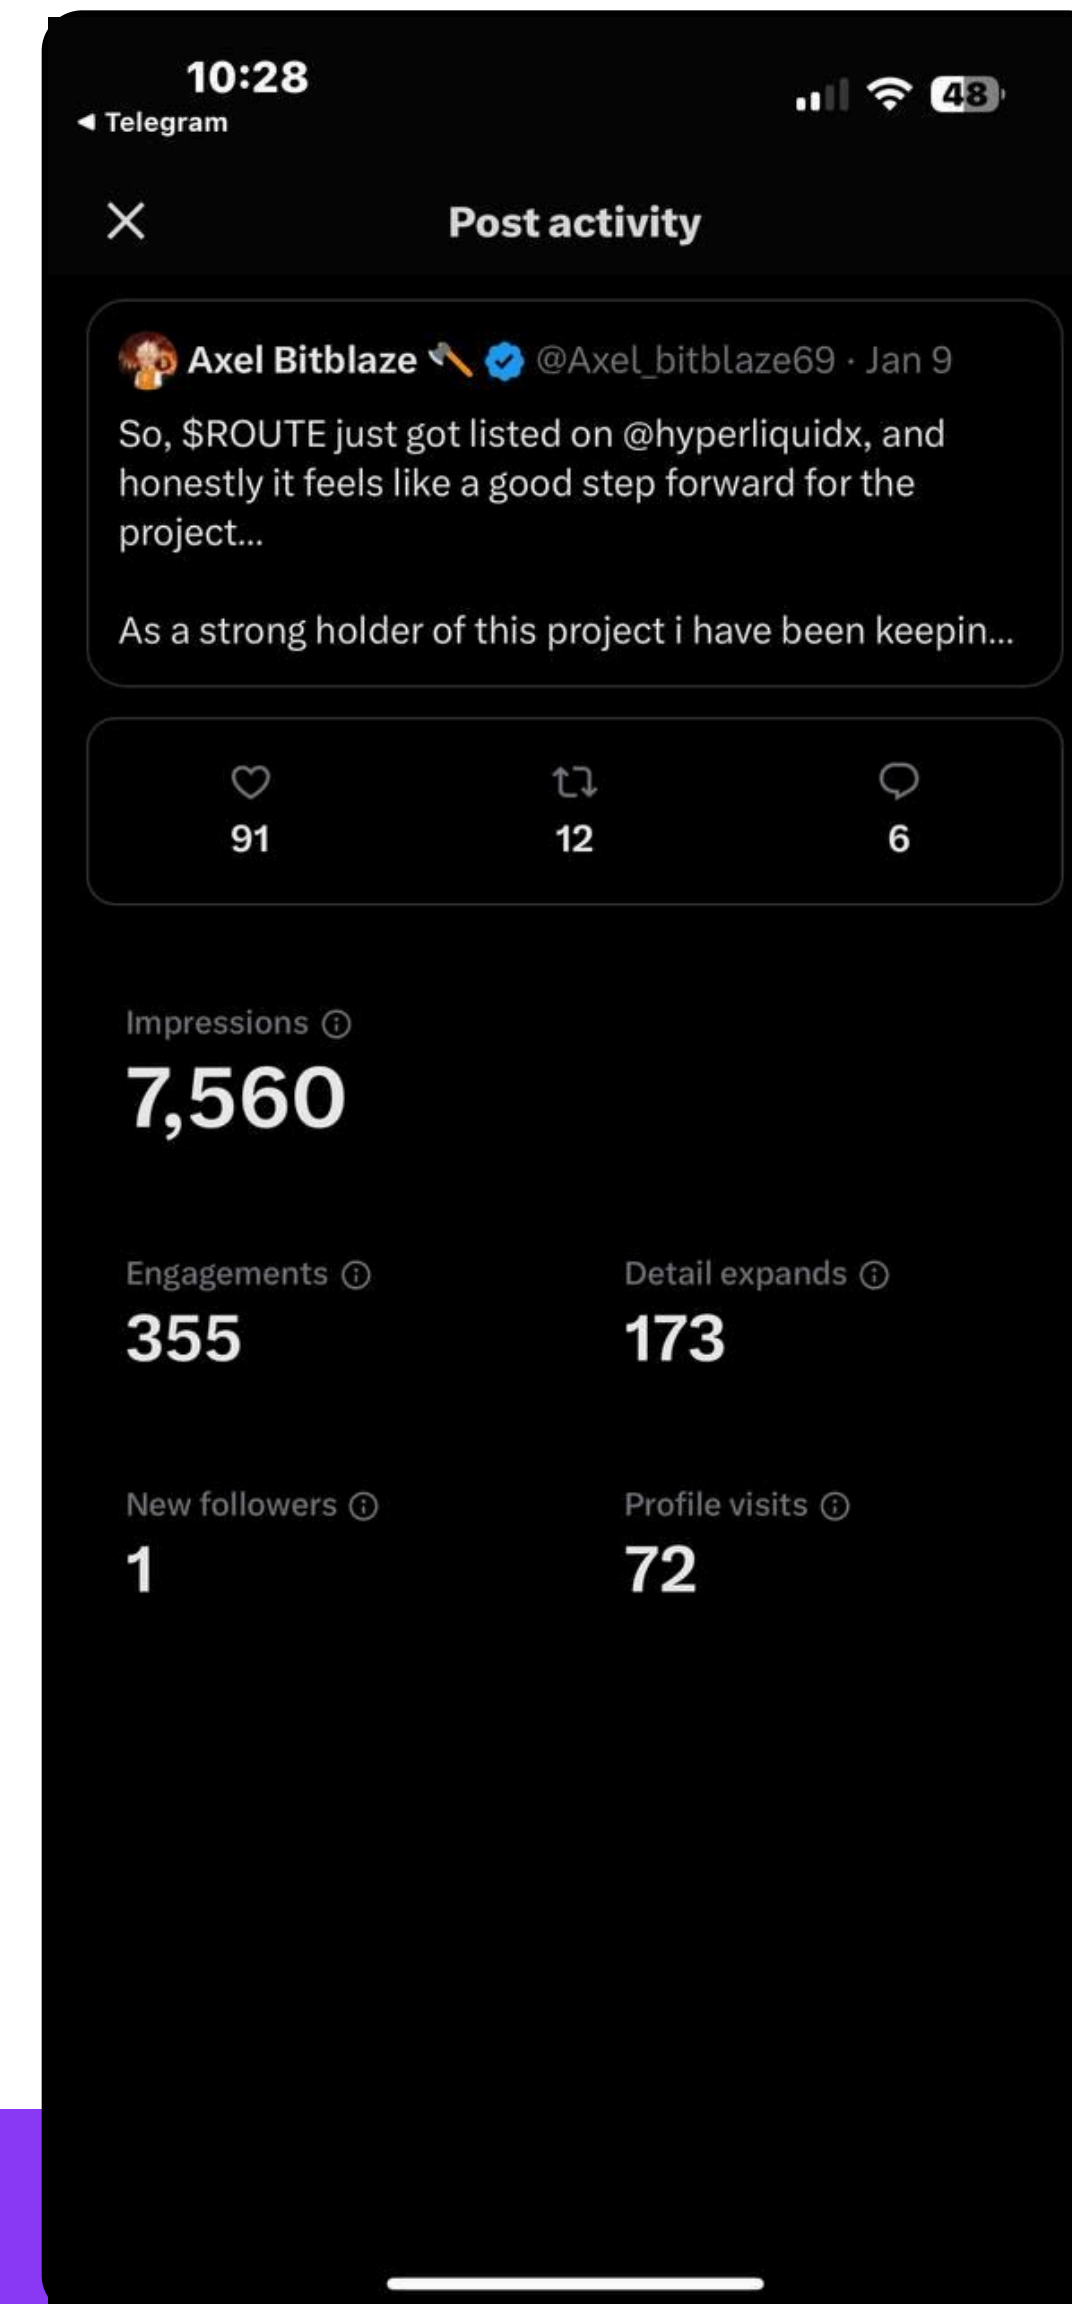 10:28
48
◀ Telegram
Post activity
Axel Bitblaze 🪓 @Axel_bitblaze69 · Jan 9
So, $ROUTE just got listed on @hyperliquidx, and
honestly it feels like a good step forward for the
project...
As a strong holder of this project i have been keepin...
91
12
6
Impressions
7,560
Engagements
Detail expands
355
173
New followers
Profile visits
1
72